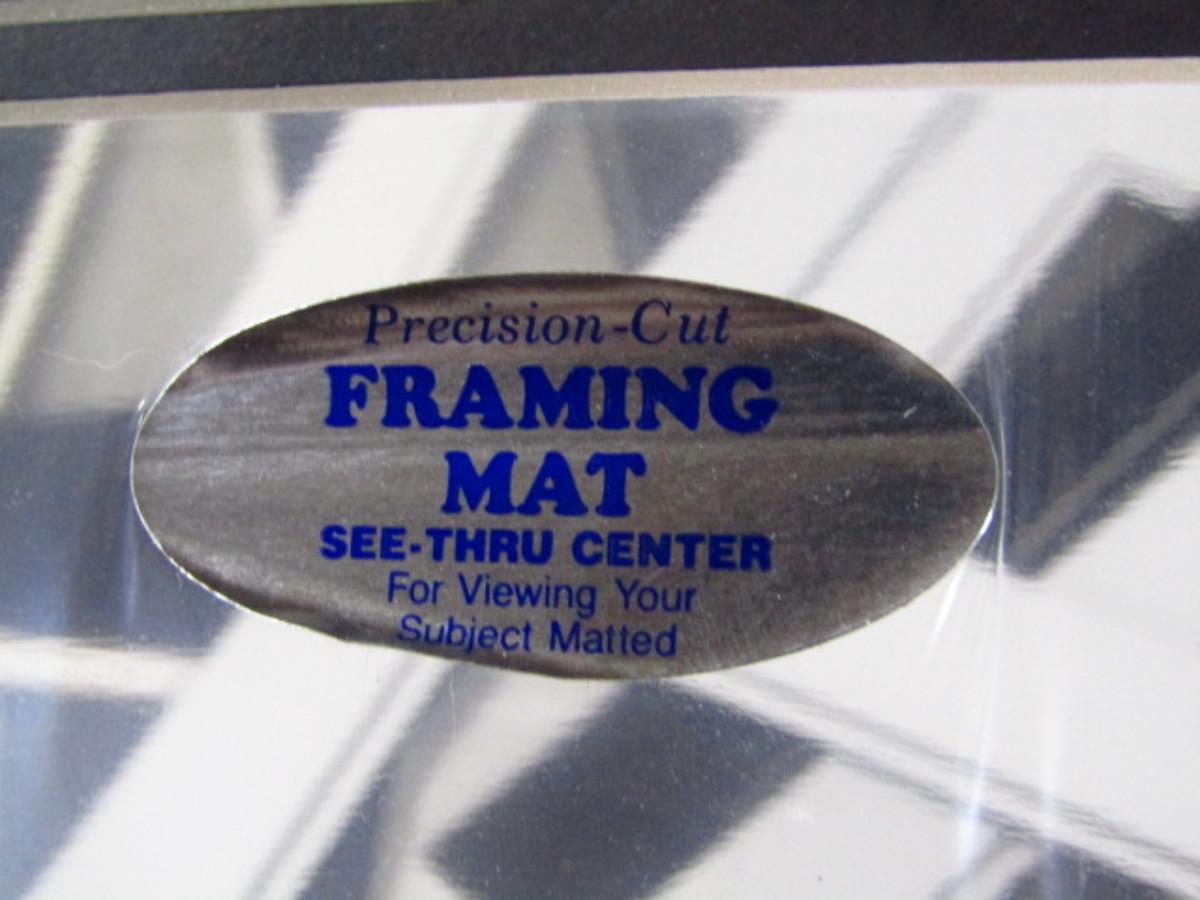 Precision-Cut
FRAMING
MAT
SEE-THRU CENTER
For Viewing Your
Subject Matted